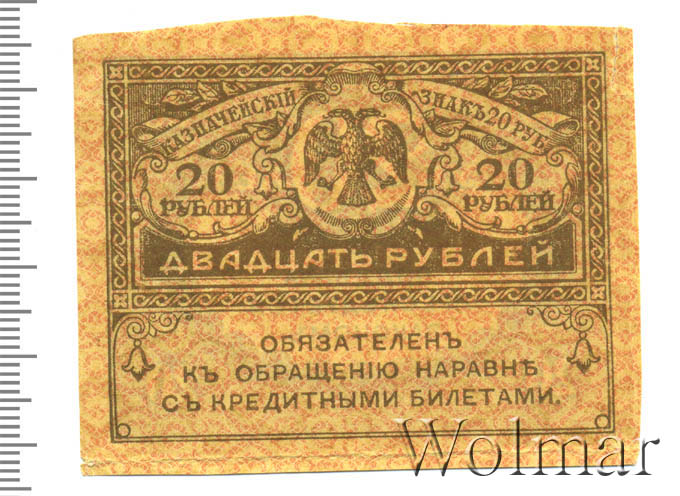 КАЗНАЧЕЙСКІЙ ЗНАКЪ 20 РУБ.
20 РУБЛЕЙ
20 РУБЛЕЙ
ДВАДЦАТЬ РУБЛЕЙ
ОБЯЗАТЕЛЕНЪ
КЪ ОБРАЩЕНІЮ НАРАВНѢ
СЪ КРЕДИТНЫМИ БИЛЕТАМИ.
Wolmar